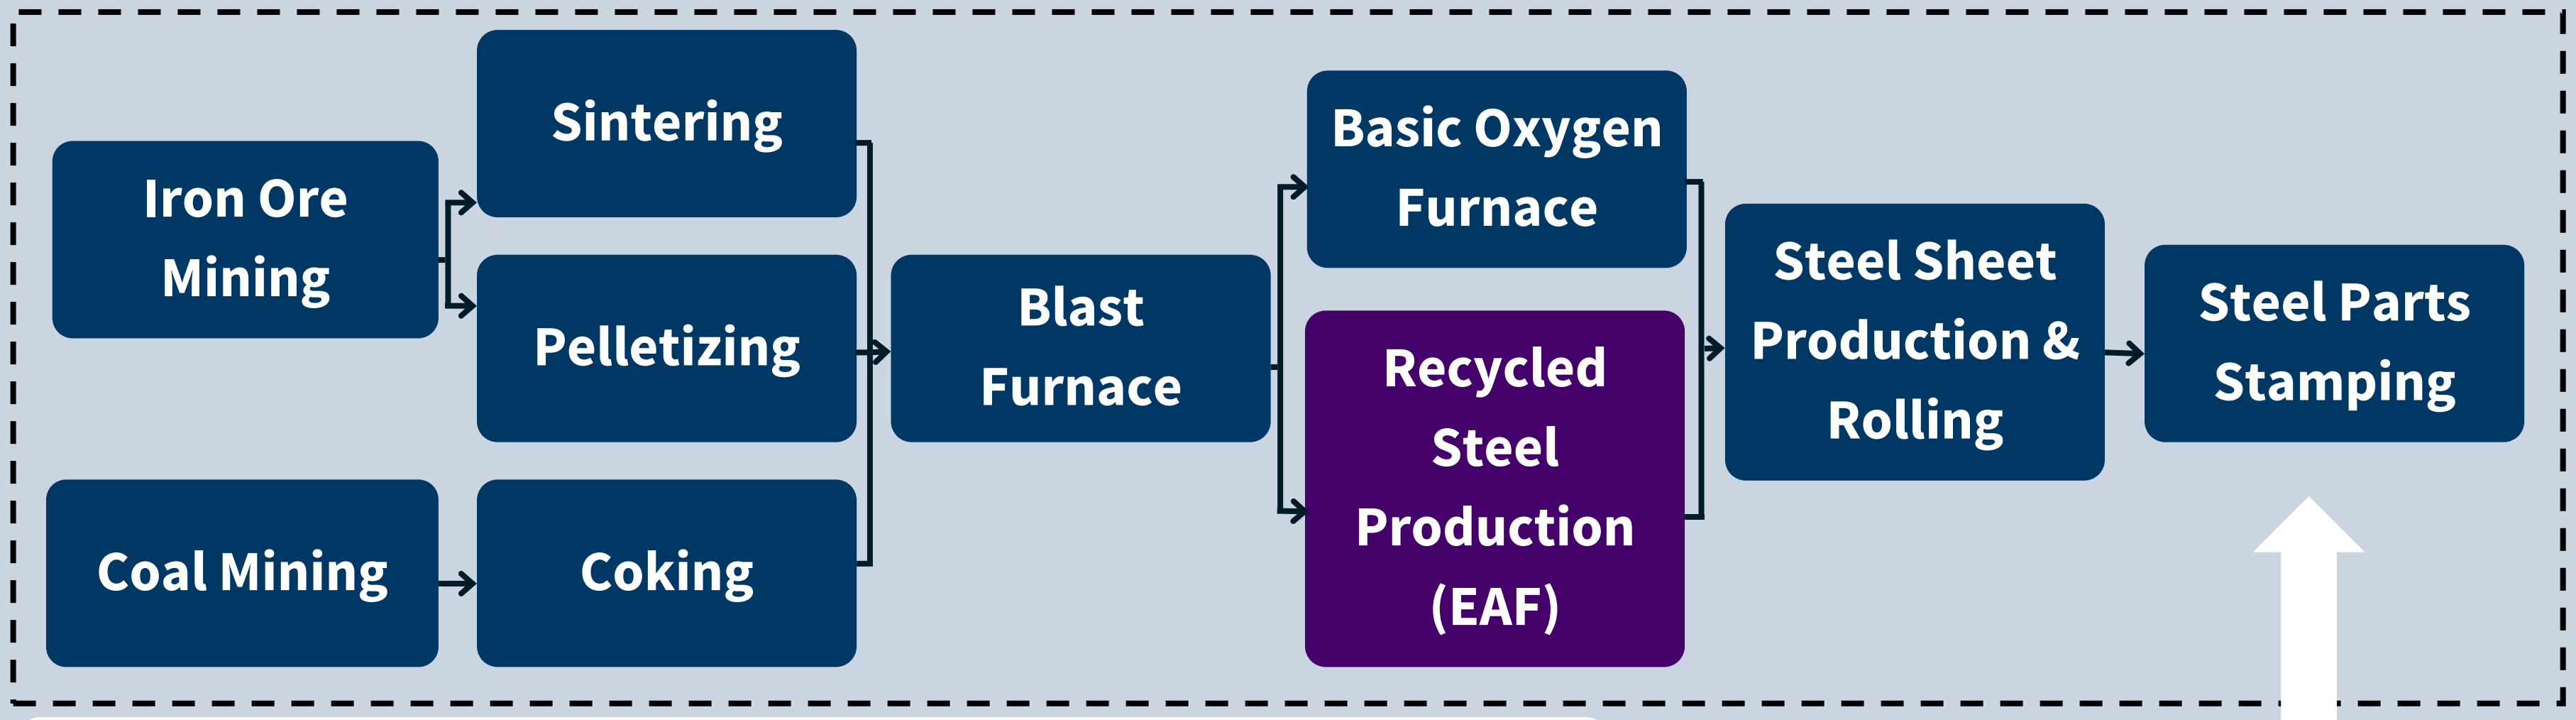 Iron Ore
Mining
Coal Mining
Sintering
Pelletizing
Coking
Blast
Furnace
Basic Oxygen
Furnace
Recycled
Steel
Production
(EAF)
Steel Sheet
Production &
Rolling
Steel Parts
Stamping